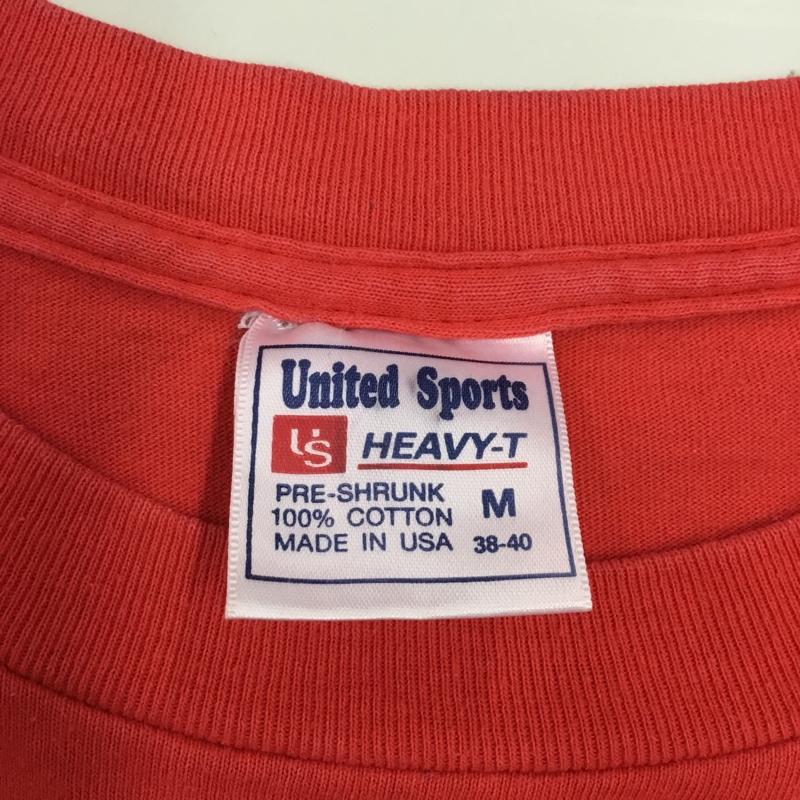 United Sports
US HEAVY-T
PRE-SHRUNK
100% COTTON M
MADE IN USA 38-40